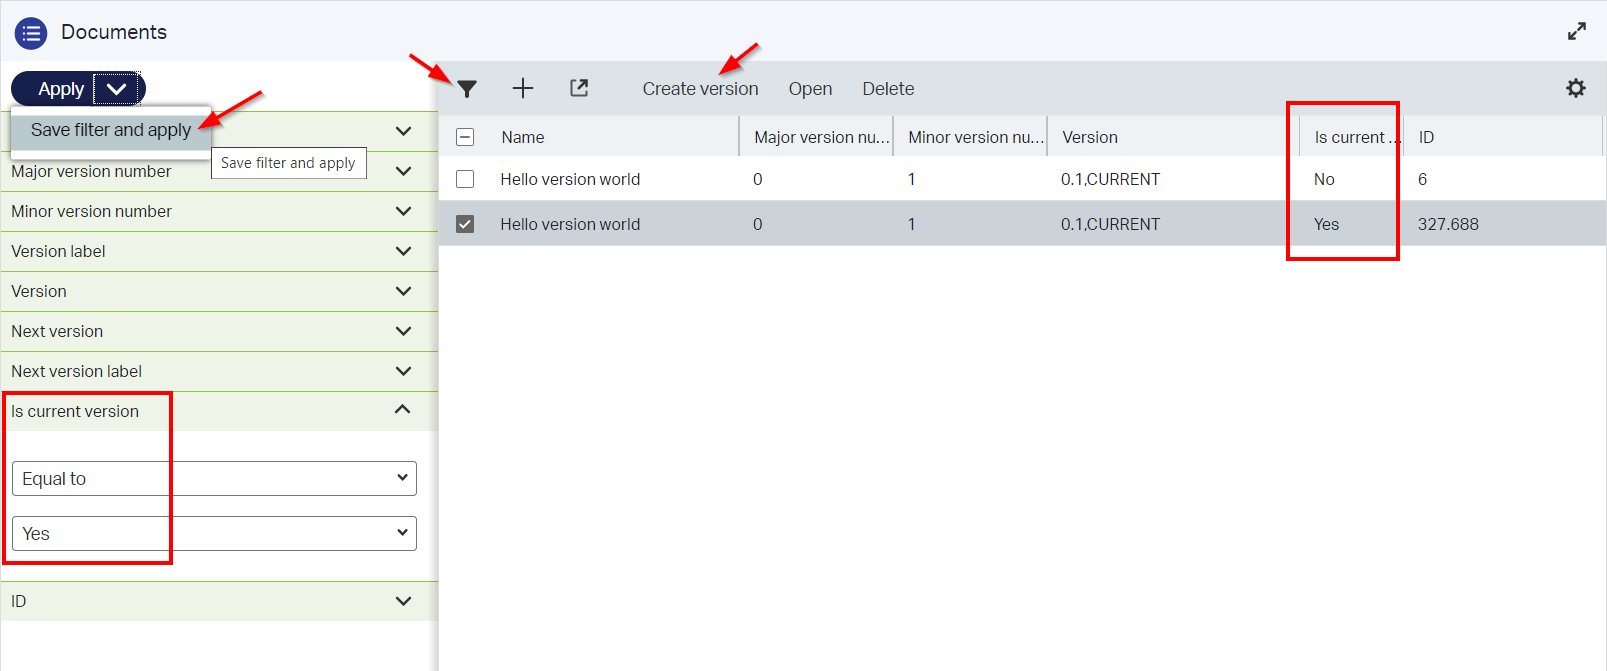 Documents
Apply
Save filter and apply
Save filter and apply
Major version number
Minor version number
Version label
Version
Next version
Next version label
Is current version
Equal to
Yes
ID
Create version Open Delete
Name Major version nu... Minor version nu... Version Is current ... ID
Hello version world 0 1 0.1,CURRENT No 6
Hello version world 0 1 0.1,CURRENT Yes 327.688